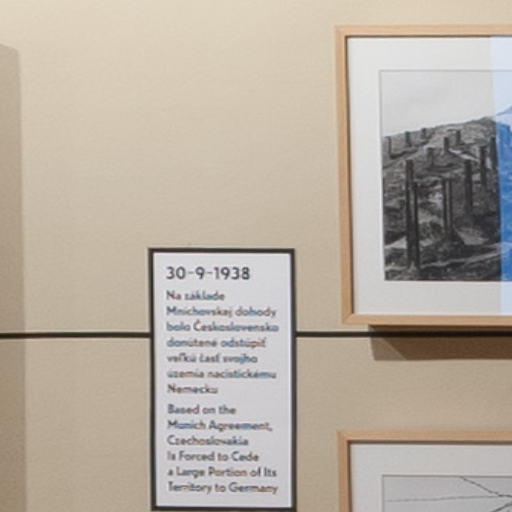 30-9-1938
Na základe
Mníchovskej dohody
bolo Československo
donútené odstúpiť
veľkú časť svojho
územia nacistickému
Nemecku
Based on the
Munich Agreement,
Czechoslovakia
Is Forced to Cede
a Large Portion of Its
Territory to Germany